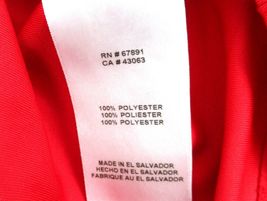 RN # 67891
CA # 43063
100% POLYESTER
100% POLIESTER
100% POLYESTER
MADE IN EL SALVADOR
HECHO EN EL SALVADOR
FABRIQUE AU EL SALVADOR